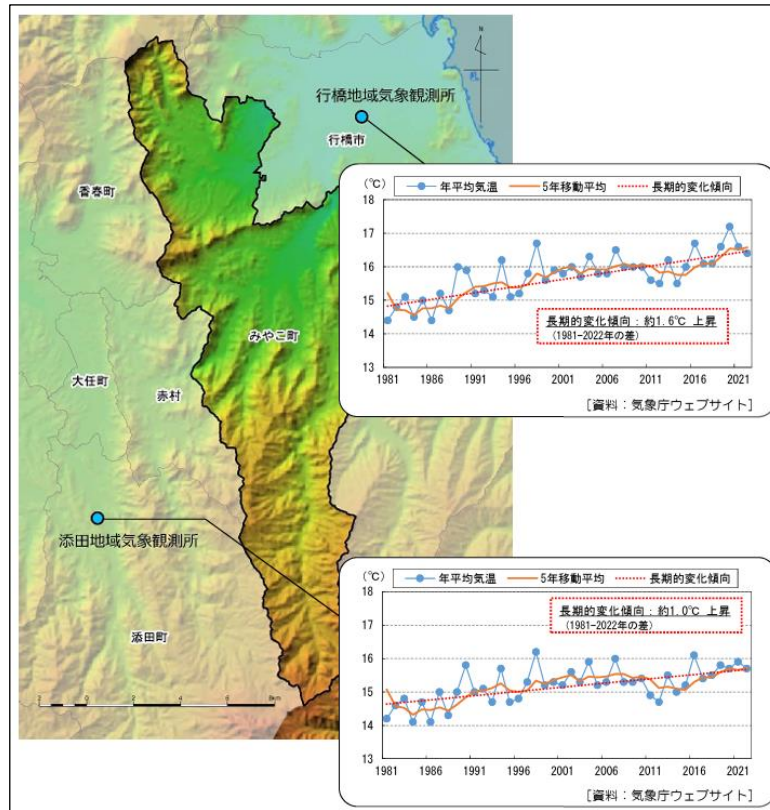 行橋地域気象観測所
行橋市
香春町
みやこ町
大任町
赤村
添田地域気象観測所
添田町
2 0 2 4 6 8km
(℃)
年平均気温 5年移動平均 長期的変化傾向
18
17
16
15
14
13
長期的変化傾向:約1.6℃ 上昇
(1981-2022年の差)
1981 1986 1991 1996 2001 2006 2011 2016 2021
[資料:気象庁ウェブサイト]
(℃)
年平均気温 5年移動平均 長期的変化傾向
18
17
16
15
14
13
長期的変化傾向:約1.0℃ 上昇
(1981-2022年の差)
1981 1986 1991 1996 2001 2006 2011 2016 2021
[資料:気象庁ウェブサイト]